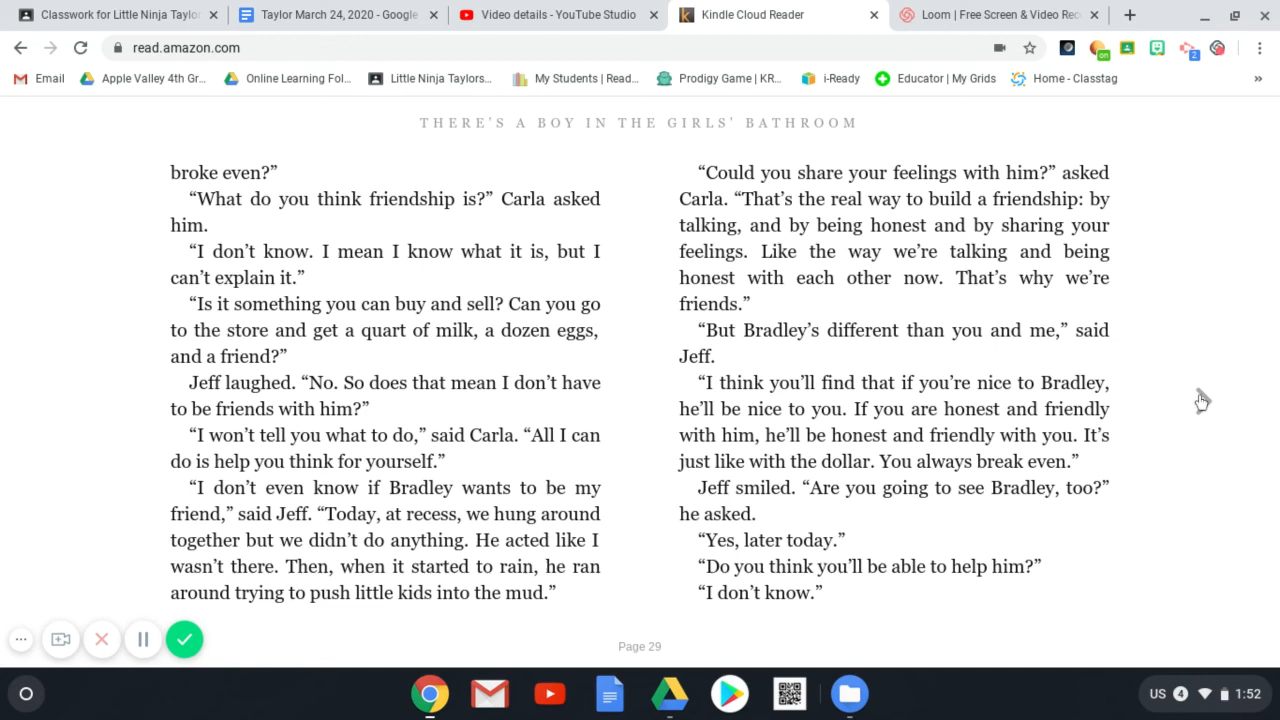 Classwork for Little Ninja Taylor
Taylor March 24, 2020 - Google
Video details - YouTube Studio
Kindle Cloud Reader
Loom | Free Screen & Video Rec
read.amazon.com
on
2
Email
Apple Valley 4th Gr...
Online Learning Fol...
Little Ninja Taylors...
My Students | Read...
Prodigy Game | KR...
i-Ready
Educator | My Grids
Home - Classtag
»
THERE'S A BOY IN THE GIRLS' BATHROOM
broke even?”
“What do you think friendship is?” Carla asked
him.
“I don’t know. I mean I know what it is, but I
can’t explain it.”
“Is it something you can buy and sell? Can you go
to the store and get a quart of milk, a dozen eggs,
and a friend?”
Jeff laughed. “No. So does that mean I don’t have
to be friends with him?”
“I won’t tell you what to do,” said Carla. “All I can
do is help you think for yourself.”
“I don’t even know if Bradley wants to be my
friend,” said Jeff. “Today, at recess, we hung around
together but we didn’t do anything. He acted like I
wasn’t there. Then, when it started to rain, he ran
around trying to push little kids into the mud.”
“Could you share your feelings with him?” asked
Carla. “That’s the real way to build a friendship: by
talking, and by being honest and by sharing your
feelings. Like the way we’re talking and being
honest with each other now. That’s why we’re
friends.”
“But Bradley’s different than you and me,” said
Jeff.
“I think you’ll find that if you’re nice to Bradley,
he’ll be nice to you. If you are honest and friendly
with him, he’ll be honest and friendly with you. It’s
just like with the dollar. You always break even.”
Jeff smiled. “Are you going to see Bradley, too?”
he asked.
“Yes, later today.”
“Do you think you’ll be able to help him?”
“I don’t know.”
Page 29
US 4 1:52